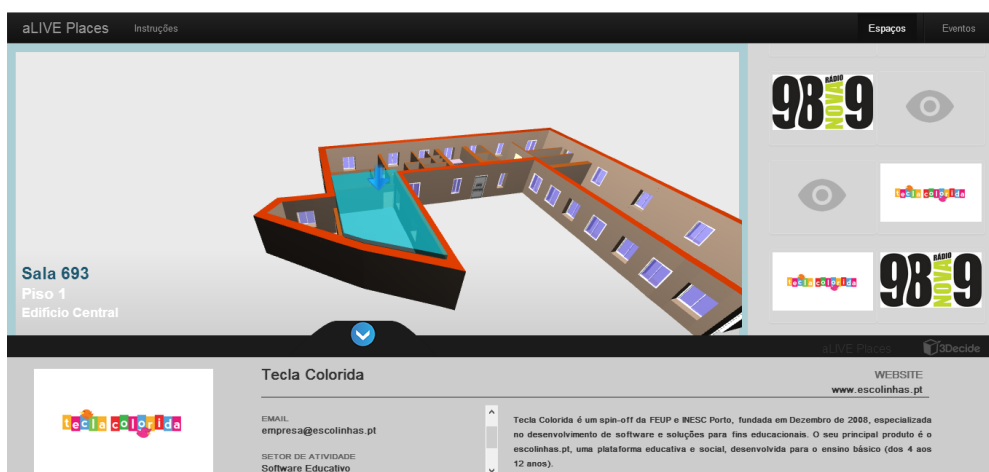 aLIVE Places
Instruções
Espaços
Eventos
98.9
RÁDIO
NOVA
tecla colorida
tecla colorida
98.9
RÁDIO
NOVA
Sala 693
Piso 1
Edifício Central
aLIVE Places
3Decide
tecla colorida
Tecla Colorida
WEBSITE
www.escolinhas.pt
EMAIL
empresa@escolinhas.pt
SETOR DE ATIVIDADE
Software Educativo
Tecla Colorida é um spin-off da FEUP e INESC Porto, fundada em Dezembro de 2008, especializada
no desenvolvimento de software e soluções para fins educacionais. O seu principal produto é o
escolinhas.pt, uma plataforma educativa e social, desenvolvida para o ensino básico (dos 4 aos
12 anos).